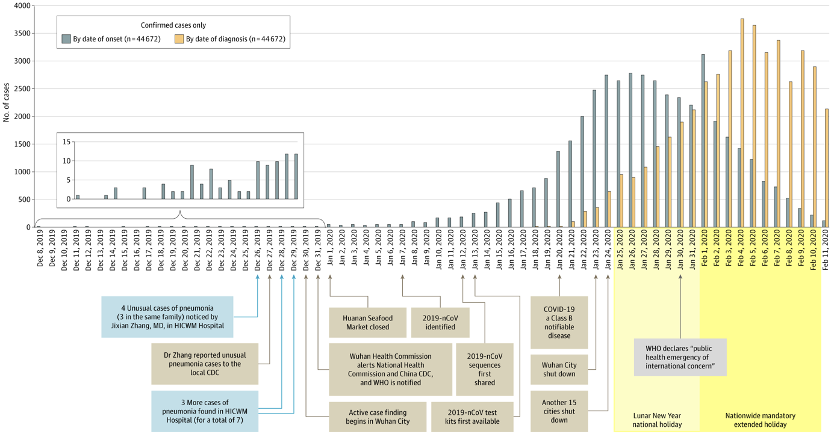 Confirmed cases only
By date of onset (n = 44 672)
By date of diagnosis (n = 44 672)
No. of cases
4000
3500
3000
2500
2000
1500
1000
500
0
15
10
5
0
Dec 8, 2019
Dec 9, 2019
Dec 10, 2019
Dec 11, 2019
Dec 12, 2019
Dec 13, 2019
Dec 14, 2019
Dec 15, 2019
Dec 16, 2019
Dec 17, 2019
Dec 18, 2019
Dec 19, 2019
Dec 20, 2019
Dec 21, 2019
Dec 22, 2019
Dec 23, 2019
Dec 24, 2019
Dec 25, 2019
Dec 26, 2019
Dec 27, 2019
Dec 28, 2019
Dec 29, 2019
Dec 30, 2019
Dec 31, 2019
Jan 1, 2020
Jan 2, 2020
Jan 3, 2020
Jan 4, 2020
Jan 5, 2020
Jan 6, 2020
Jan 7, 2020
Jan 8, 2020
Jan 9, 2020
Jan 10, 2020
Jan 11, 2020
Jan 12, 2020
Jan 13, 2020
Jan 14, 2020
Jan 15, 2020
Jan 16, 2020
Jan 17, 2020
Jan 18, 2020
Jan 19, 2020
Jan 20, 2020
Jan 21, 2020
Jan 22, 2020
Jan 23, 2020
Jan 24, 2020
Jan 25, 2020
Jan 26, 2020
Jan 27, 2020
Jan 28, 2020
Jan 29, 2020
Jan 30, 2020
Jan 31, 2020
Feb 1, 2020
Feb 2, 2020
Feb 3, 2020
Feb 4, 2020
Feb 5, 2020
Feb 6, 2020
Feb 7, 2020
Feb 8, 2020
Feb 9, 2020
Feb 10, 2020
Feb 11, 2020
4 Unusual cases of pneumonia
(3 in the same family) noticed by
Jixian Zhang, MD, in HICWM Hospital
Dr Zhang reported unusual
pneumonia cases to the
local CDC
3 More cases of
pneumonia found in HICWM
Hospital (for a total of 7)
Huanan Seafood
Market closed
2019-nCoV
identified
Wuhan Health Commission
alerts National Health
Commission and China CDC,
and WHO is notified
2019-nCoV
sequences
first
shared
Active case finding
begins in Wuhan City
2019-nCoV test
kits first available
COVID-19
a Class B
notifiable
disease
Wuhan City
shut down
Another 15
cities shut
down
WHO declares "public
health emergency of
international concern"
Lunar New Year
national holiday
Nationwide mandatory
extended holiday